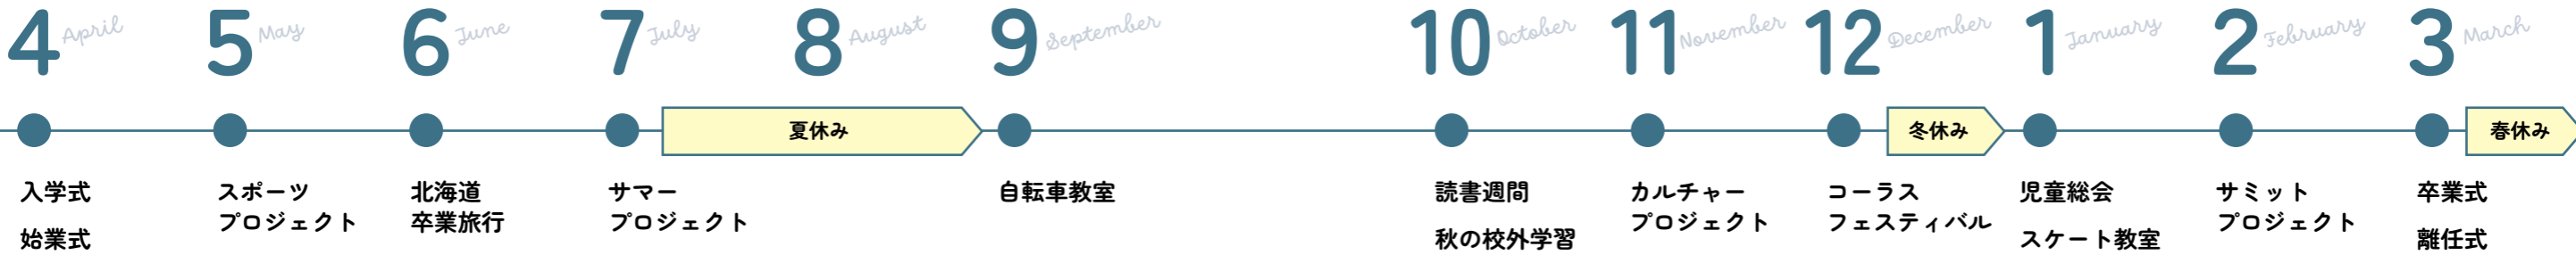 4 April
5 May
6 June
7 July
8 August
9 September
10 October
11 November
12 December
1 January
2 February
3 March
夏休み
冬休み
春休み
入学式
始業式
スポーツ
プロジェクト
北海道
卒業旅行
サマー
プロジェクト
自転車教室
読書週間
秋の校外学習
カルチャー
プロジェクト
コーラス
フェスティバル
児童総会
スケート教室
サミット
プロジェクト
卒業式
離任式